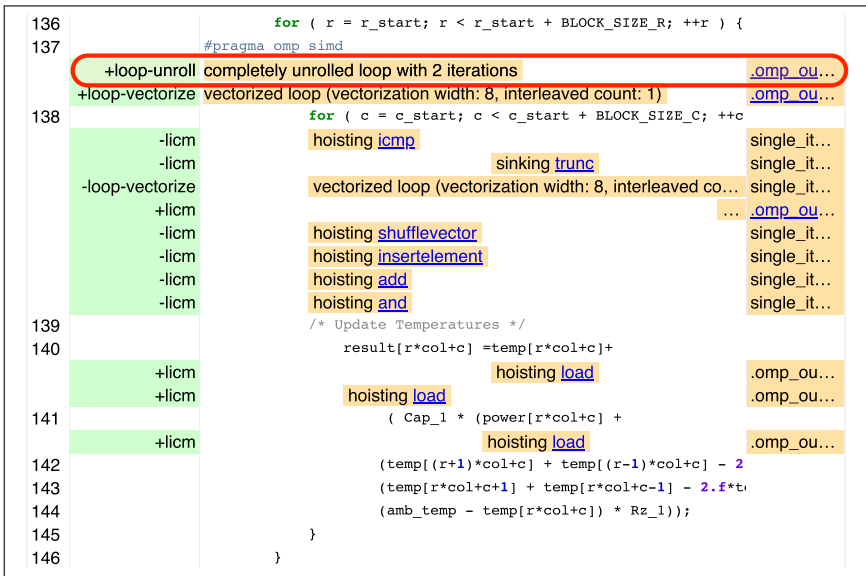 136 for ( r = r_start; r < r_start + BLOCK_SIZE_R; ++r ) {
137 #pragma omp simd
+loop-unroll completely unrolled loop with 2 iterations .omp_ou…
+loop-vectorize vectorized loop (vectorization width: 8, interleaved count: 1) .omp_ou…
138 for ( c = c_start; c < c_start + BLOCK_SIZE_C; ++c
-licm hoisting icmp single_it…
-licm sinking trunc single_it…
-loop-vectorize vectorized loop (vectorization width: 8, interleaved co… single_it…
+licm … .omp_ou…
-licm hoisting shufflevector single_it…
-licm hoisting insertelement single_it…
-licm hoisting add single_it…
-licm hoisting and single_it…
139 /* Update Temperatures */
140 result[r*col+c] =temp[r*col+c]+
+licm hoisting load .omp_ou…
+licm hoisting load .omp_ou…
141 ( Cap_1 * (power[r*col+c] +
+licm hoisting load .omp_ou…
142 (temp[(r+1)*col+c] + temp[(r-1)*col+c] - 2
143 (temp[r*col+c+1] + temp[r*col+c-1] - 2.f*t
144 (amb_temp - temp[r*col+c]) * Rz_1));
145 }
146 }